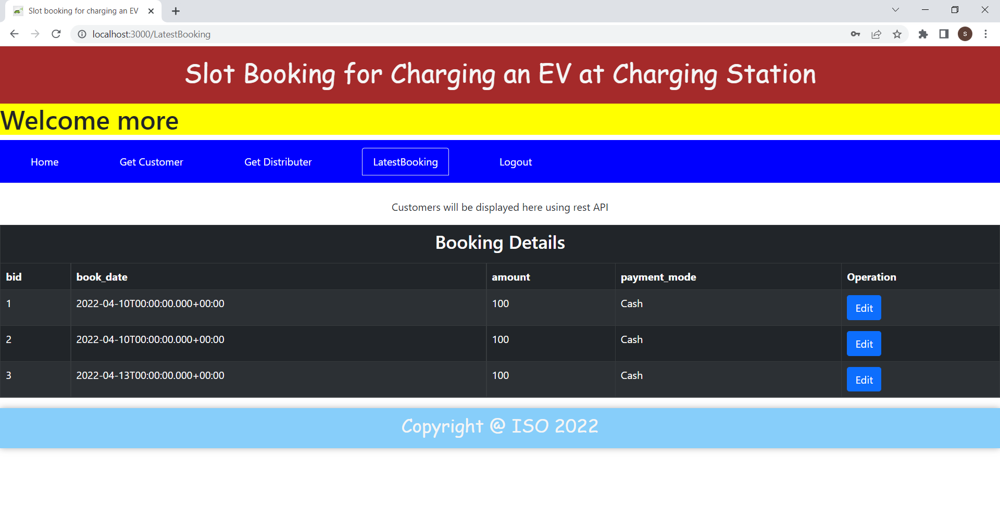 Slot booking for charging an EV
localhost:3000/LatestBooking
S
Slot Booking for Charging an EV at Charging Station
Welcome more
Home Get Customer Get Distributer LatestBooking Logout
Customers will be displayed here using rest API
Booking Details
bid book_date amount payment_mode Operation
1 2022-04-10T00:00:00.000+00:00 100 Cash Edit
2 2022-04-10T00:00:00.000+00:00 100 Cash Edit
3 2022-04-13T00:00:00.000+00:00 100 Cash Edit
Copyright @ ISO 2022